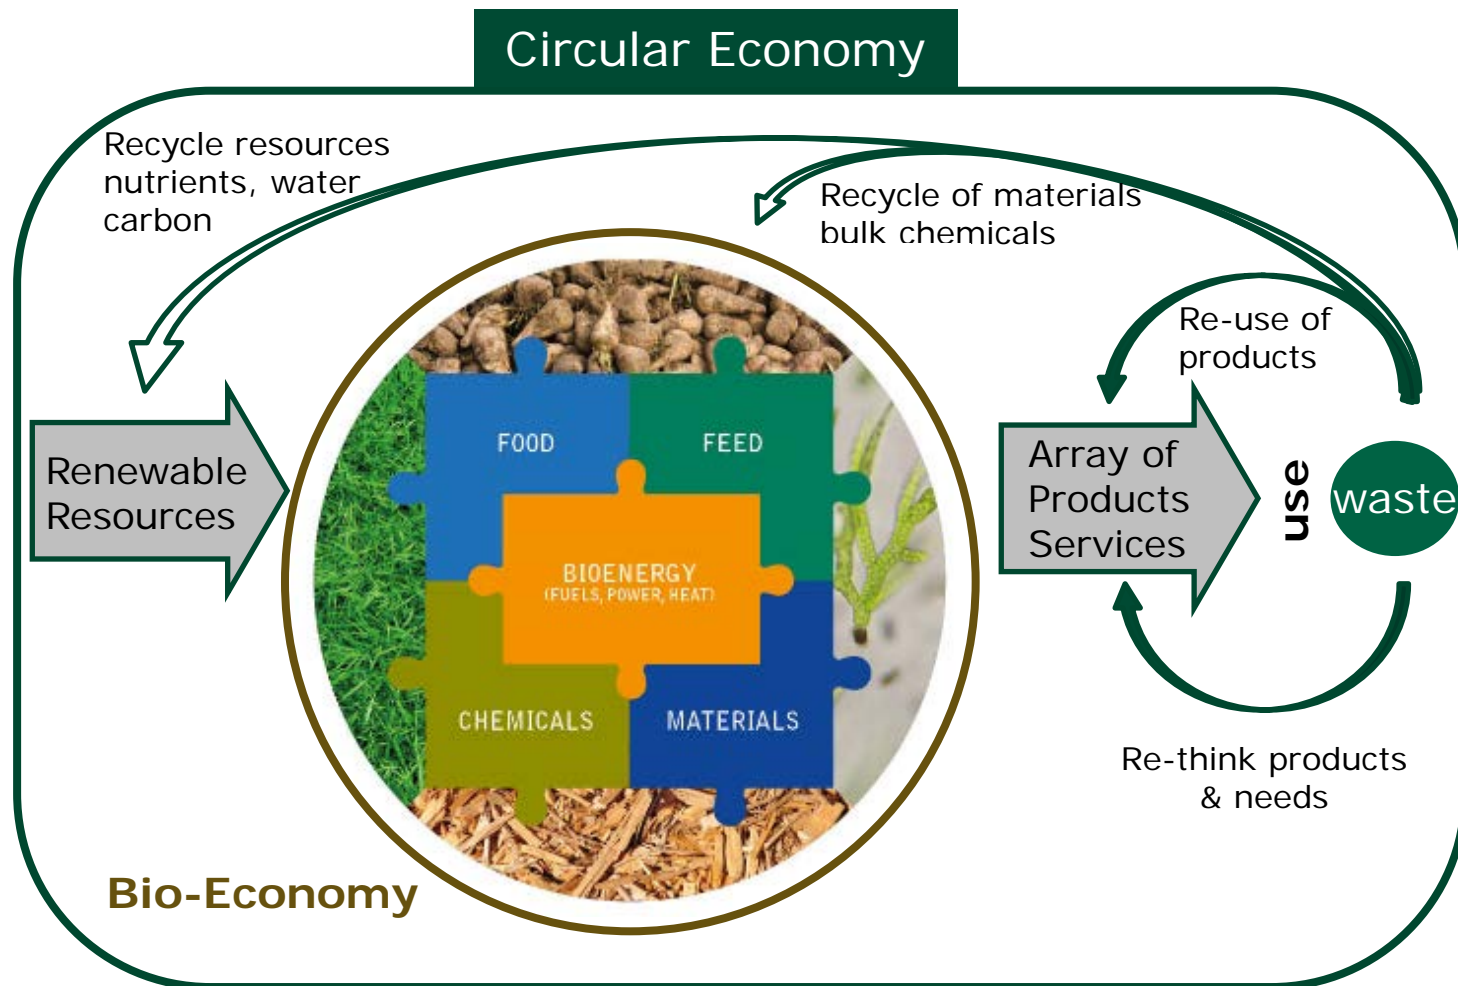 Circular Economy
Recycle resources
nutrients, water
carbon
Recycle of materials
bulk chemicals
Re-use of
products
Renewable
Resources
FOOD
FEED
BIOENERGY
(FUELS, POWER, HEAT)
CHEMICALS
MATERIALS
Array of
Products
Services
use
waste
Re-think products
& needs
Bio-Economy